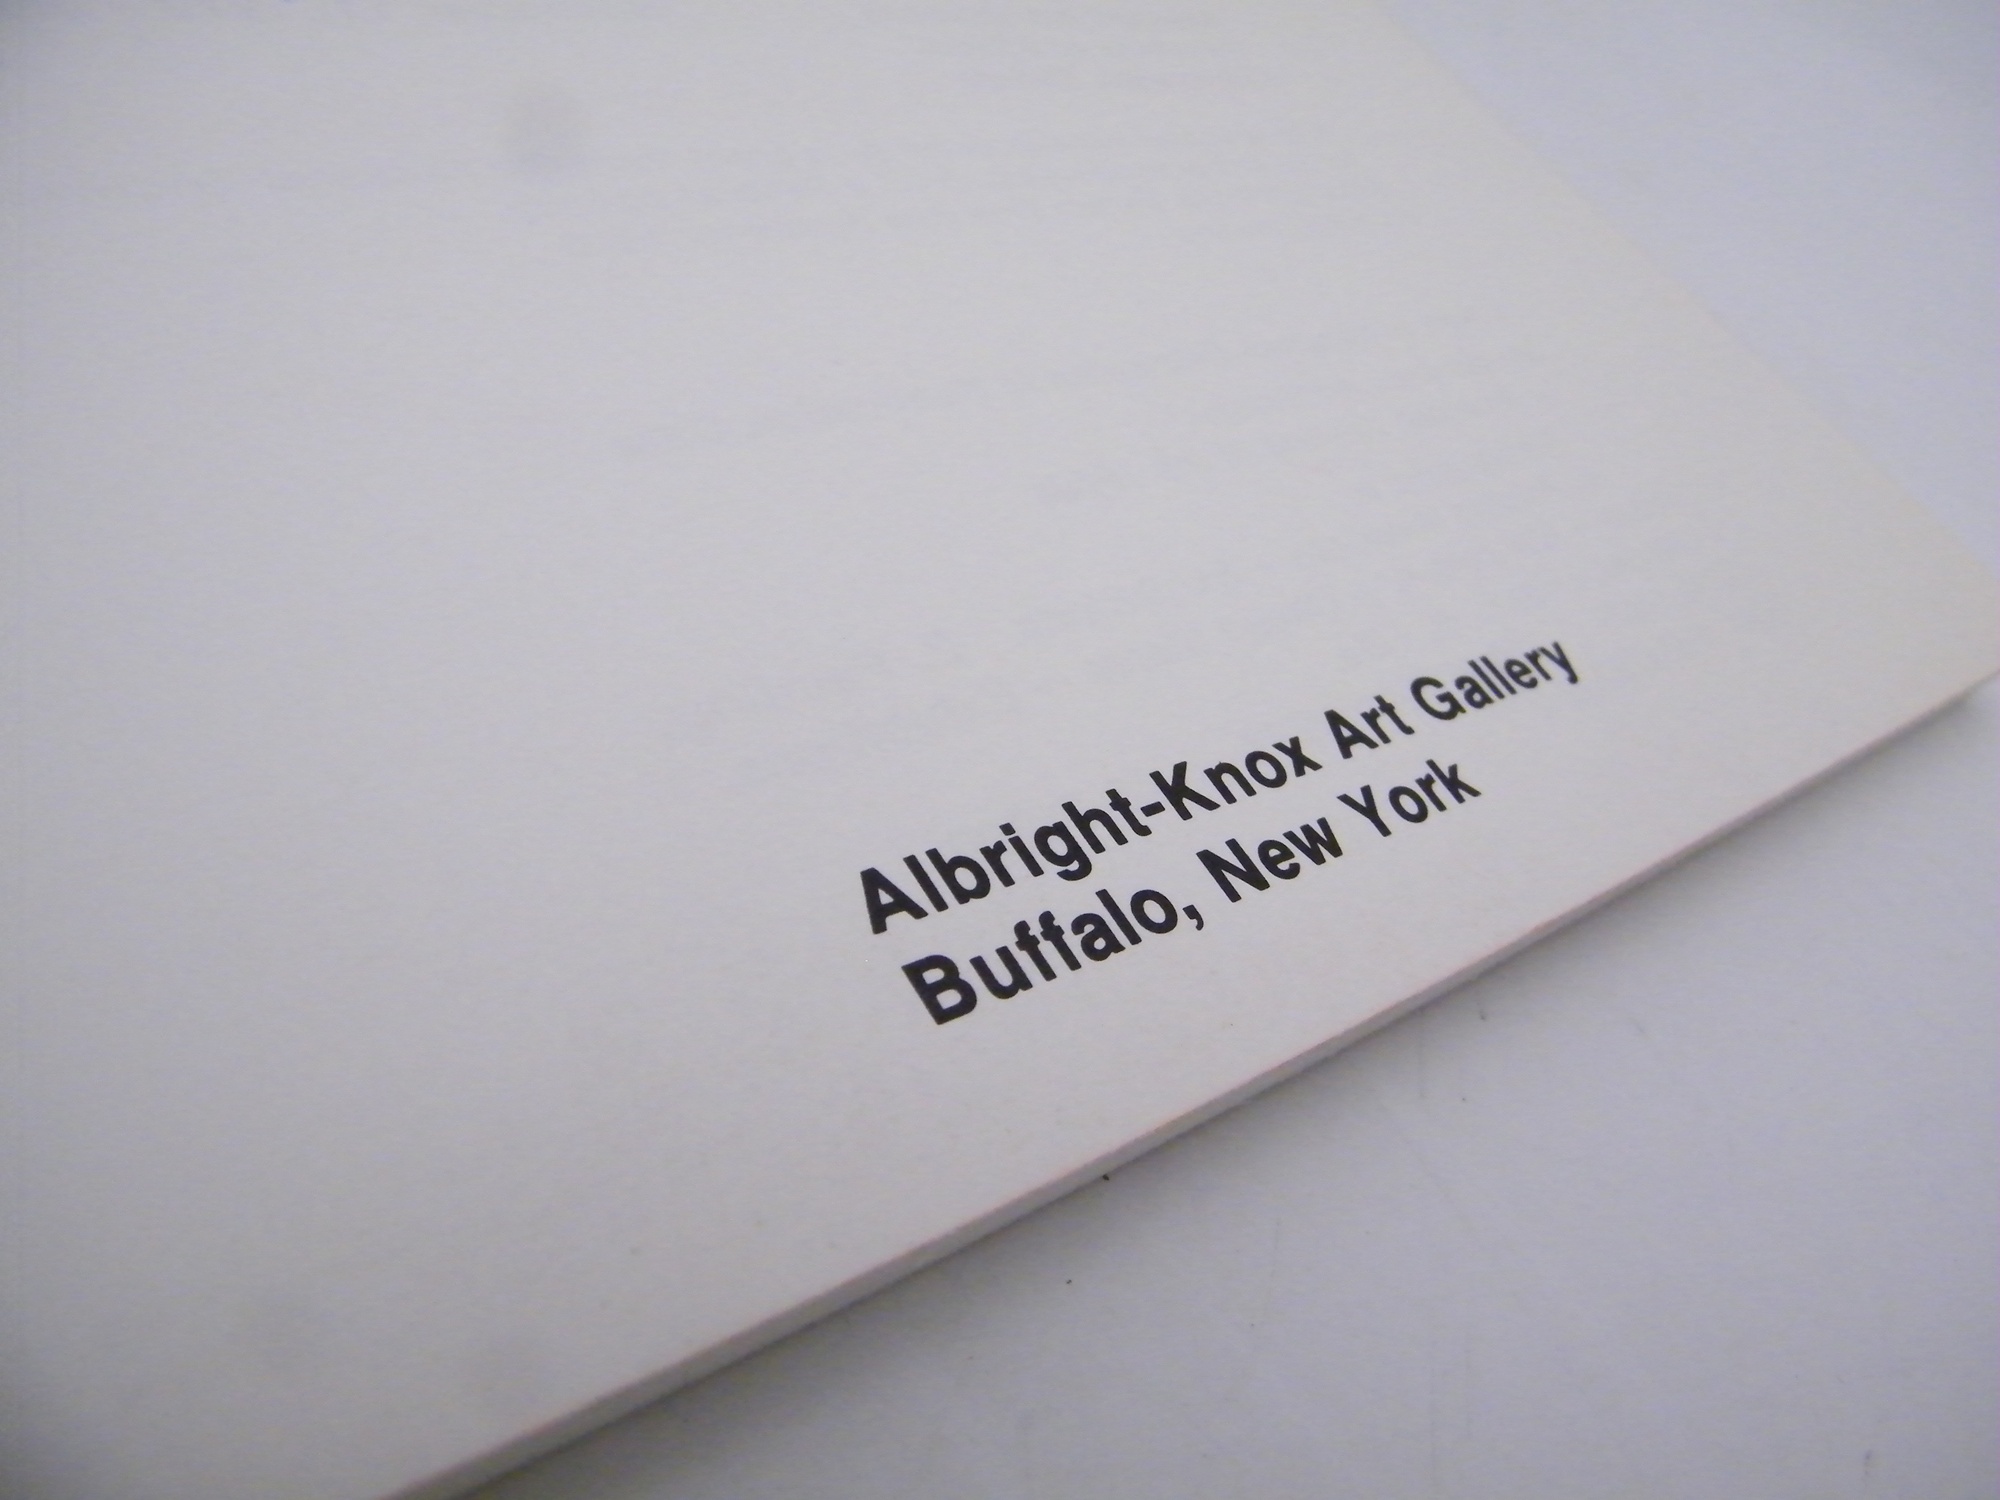 Albright-Knox Art Gallery
Buffalo, New York